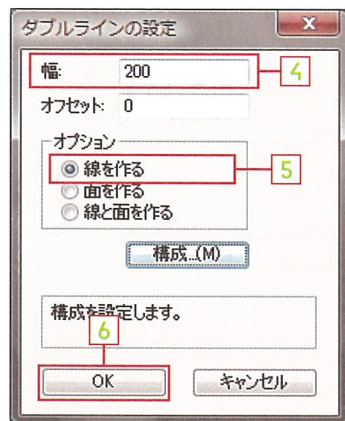 ダブルラインの設定
幅: 200
4
オフセット: 0
オプション
線を作る
5
面を作る
線と面を作る
構成...(M)
構成を設定します。
6
OK キャンセル